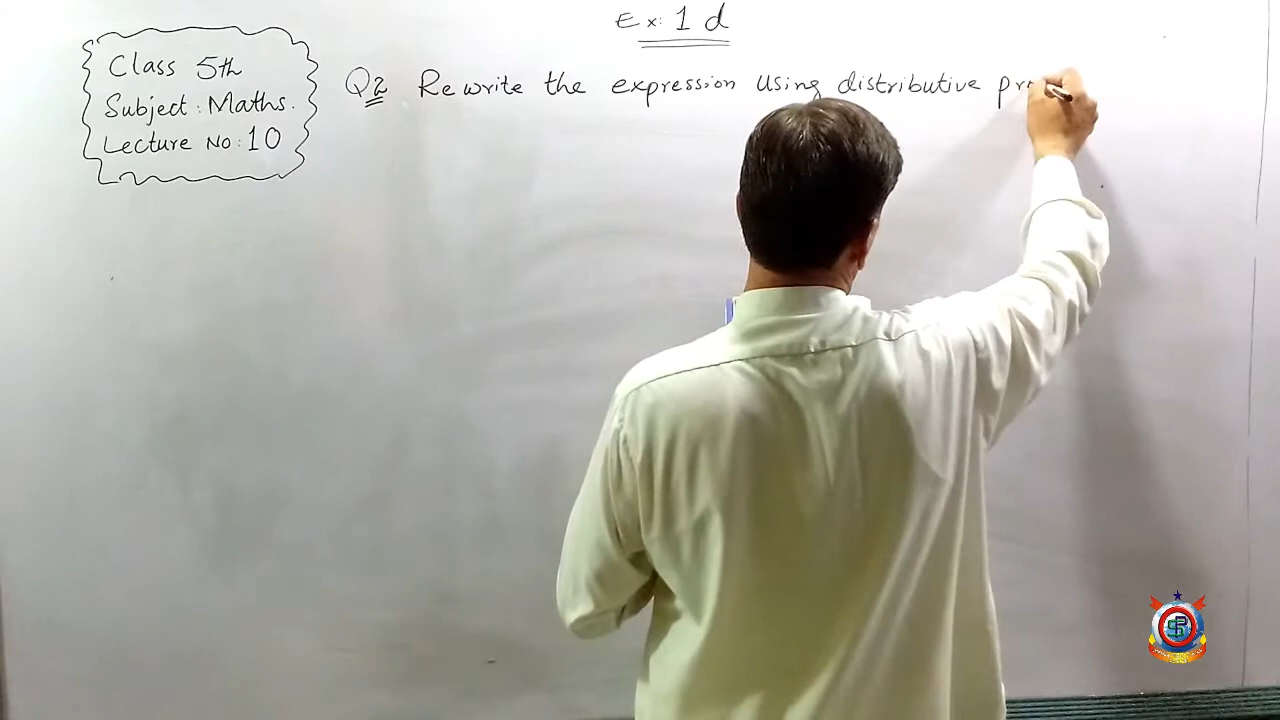 Ex: 1 d
Class 5th
Subject: Maths.
Lecture No: 10
Q2 Rewrite the expression using distributive pr